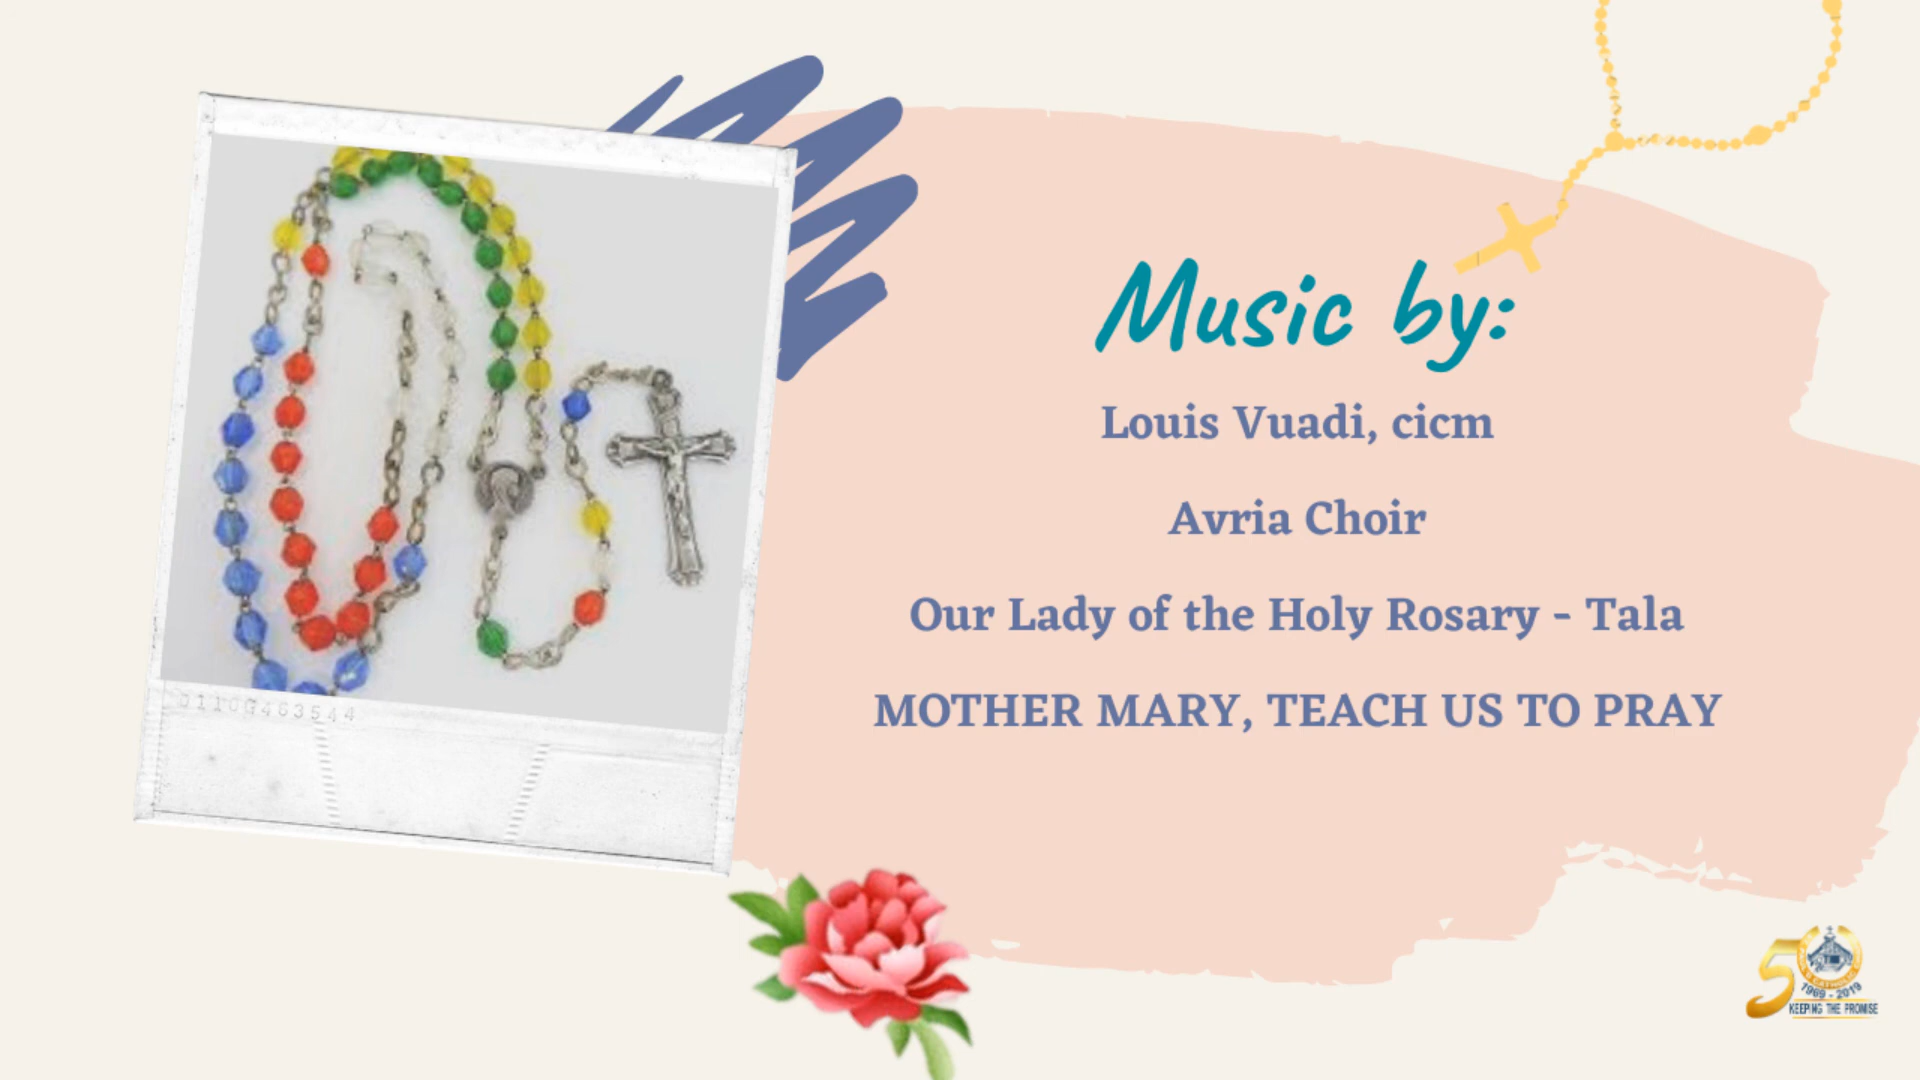 Music by:
Louis Vuadi, cicm
Avria Choir
Our Lady of the Holy Rosary - Tala
MOTHER MARY, TEACH US TO PRAY
50
1969 - 2019
KEEPING THE PROMISE